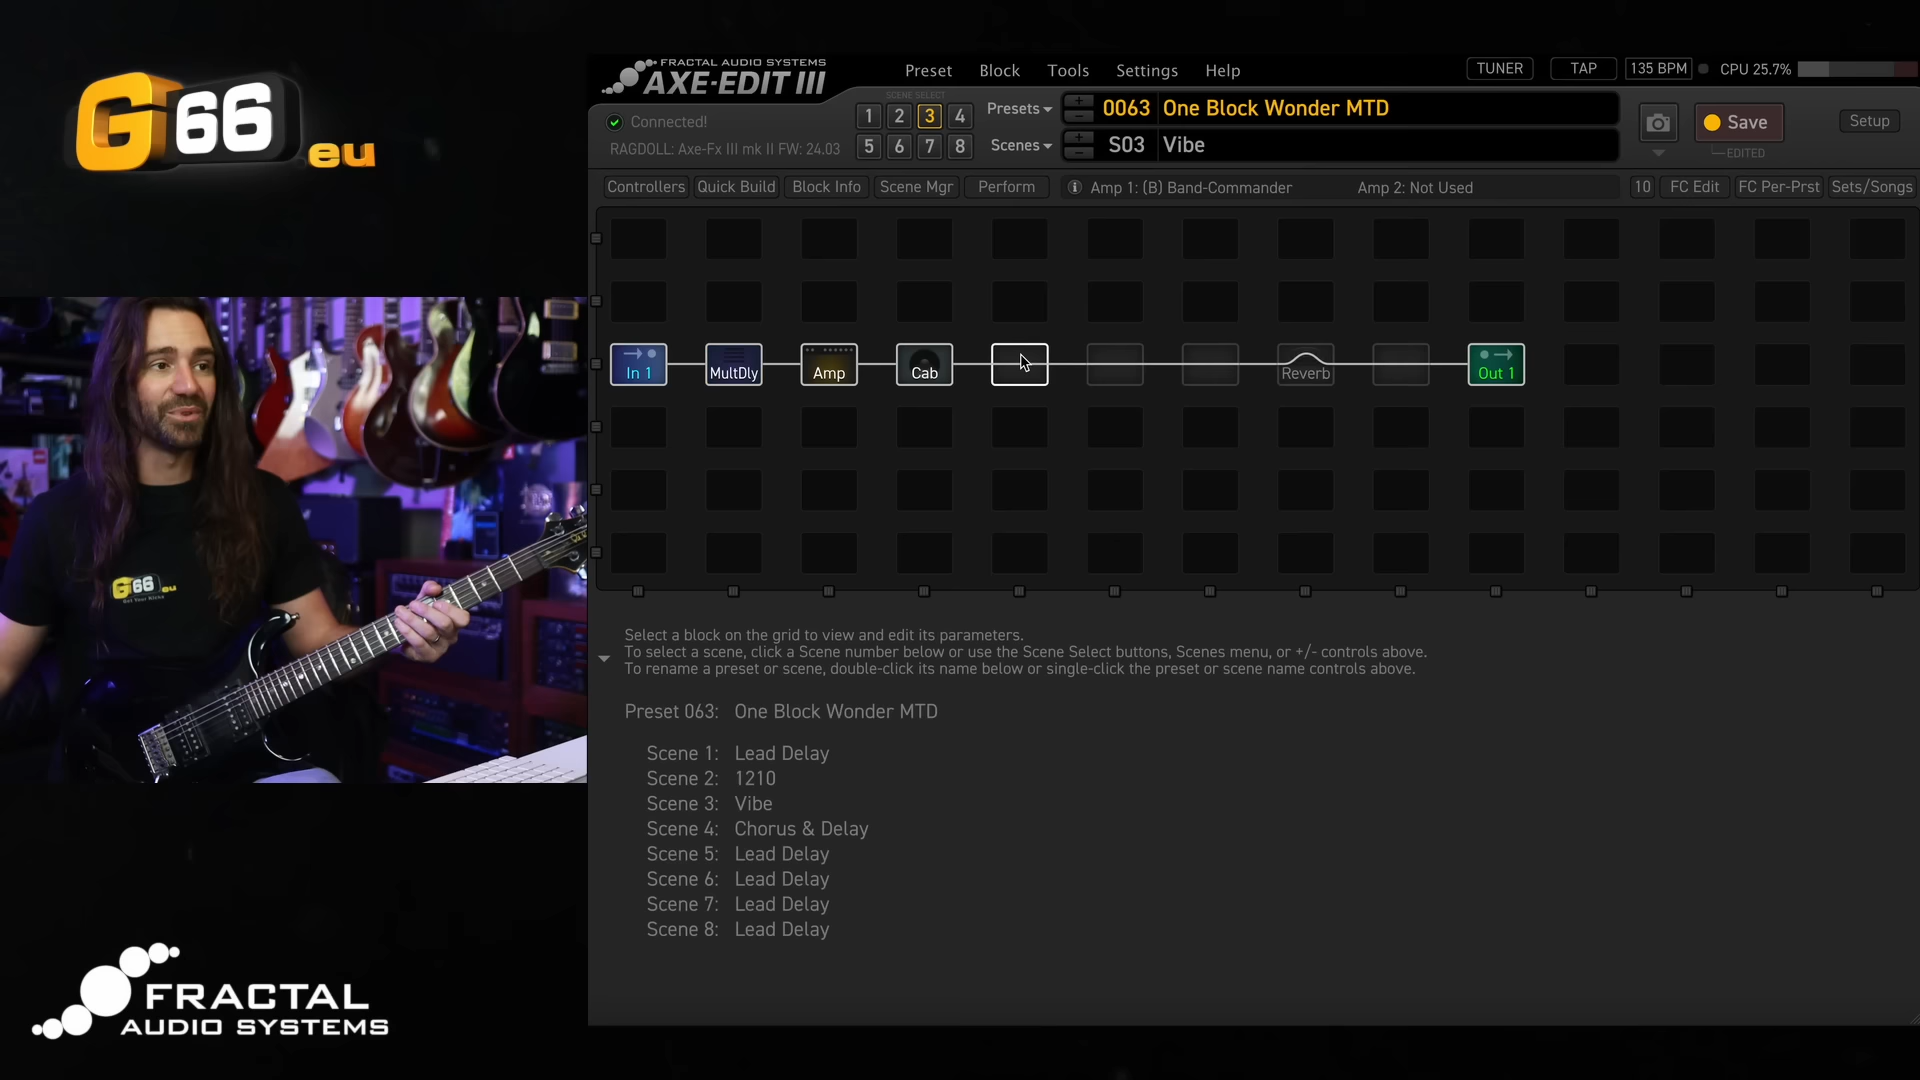 G66
.eu
FRACTAL AUDIO SYSTEMS
AXE-EDIT III
Preset Block Tools Settings Help
TUNER TAP 135 BPM CPU 25.7%
SCENE SELECT
1 2 3 4
5 6 7 8
Presets
0063 One Block Wonder MTD
Scenes
S03 Vibe
Connected!
RAGDOLL: Axe-Fx III mk II FW: 24.03
Save
EDITED
Setup
Controllers Quick Build Block Info Scene Mgr Perform
Amp 1: (B) Band-Commander Amp 2: Not Used
10 FC Edit FC Per-Prst Sets/Songs
In 1 MultDly Amp Cab Reverb Out 1
Select a block on the grid to view and edit its parameters.
To select a scene, click a Scene number below or use the Scene Select buttons, Scenes menu, or +/- controls above.
To rename a preset or scene, double-click its name below or single-click the preset or scene name controls above.
Preset 063: One Block Wonder MTD
Scene 1: Lead Delay
Scene 2: 1210
Scene 3: Vibe
Scene 4: Chorus & Delay
Scene 5: Lead Delay
Scene 6: Lead Delay
Scene 7: Lead Delay
Scene 8: Lead Delay
G66.eu
Get Your Kicks
FRACTAL
AUDIO SYSTEMS